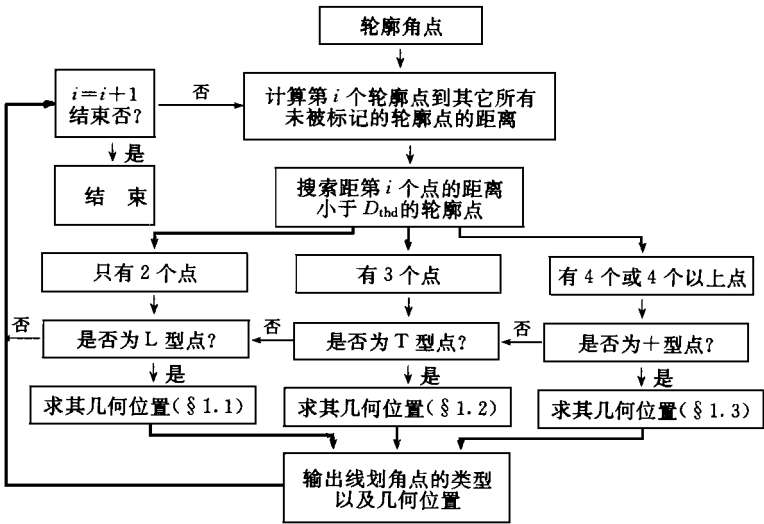 轮廓角点
i=i+1
结束否?
否
计算第 i 个轮廓点到其它所有
未被标记的轮廓点的距离
是
结 束
搜索距第 i 个点的距离
小于 Dthd的轮廓点
只有 2 个点
有 3 个点
有 4 个或 4 个以上点
否
是否为 L 型点?
否
是否为 T 型点?
否
是否为＋型点?
是
是
是
求其几何位置(§1.1)
求其几何位置(§1.2)
求其几何位置(§1.3)
输出线划角点的类型
以及几何位置